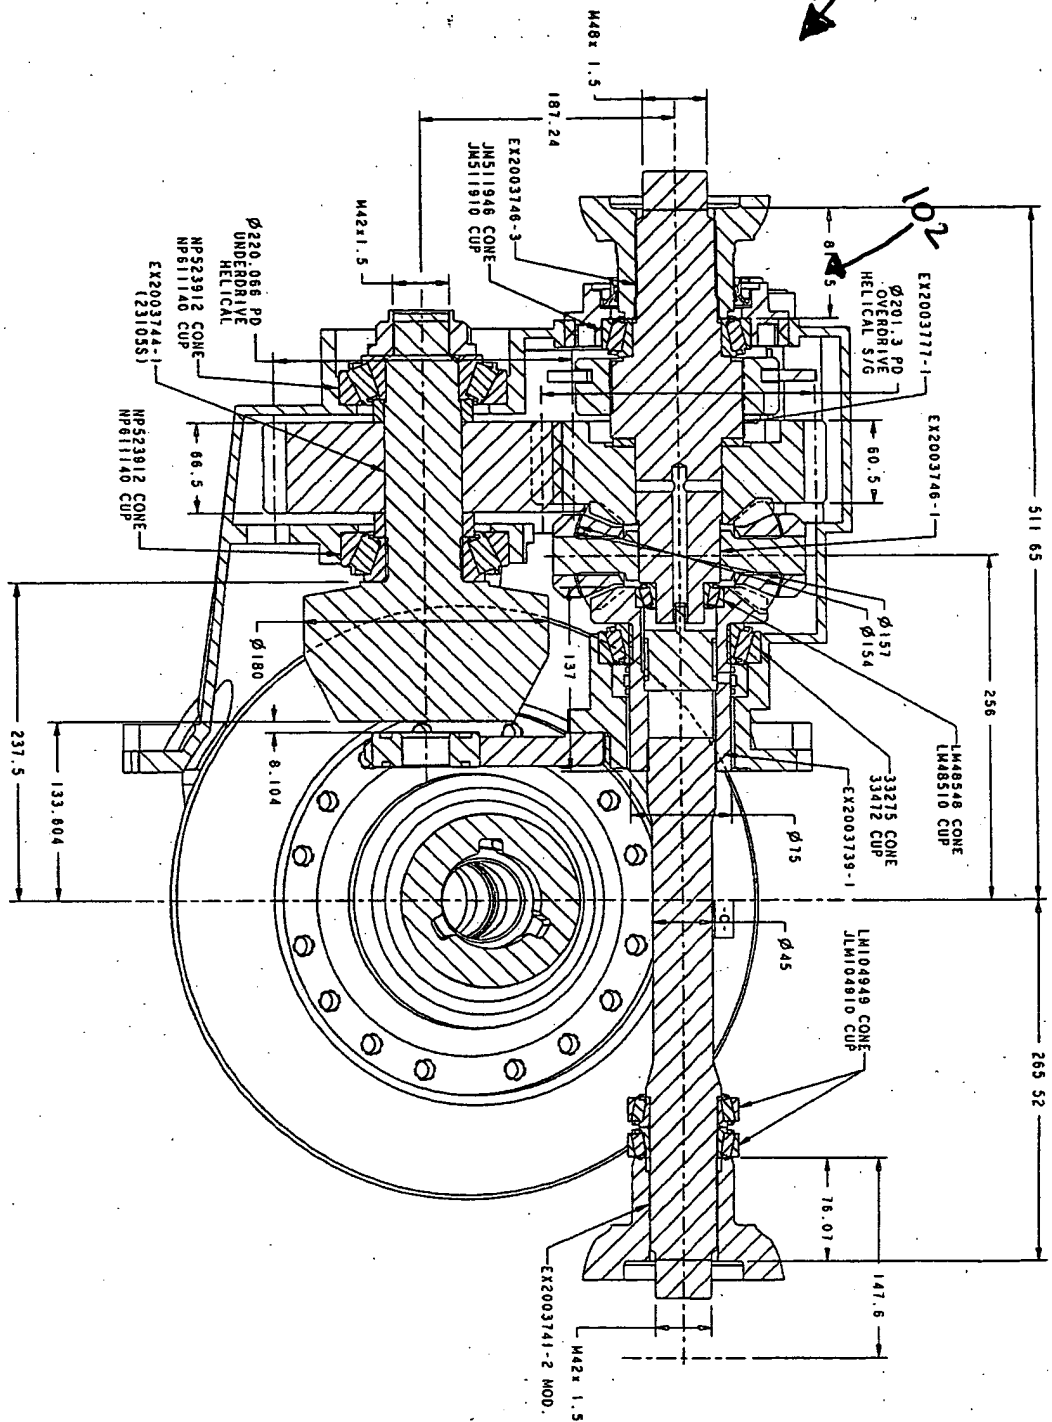 M48x 1.5
187.24
EX2003746-3
JM511946 CONE
JM511910 CUP
M42x1.5
Ø220.066 PD
UNDERDRIVE
HELICAL
NP523912 CONE
NP611140 CUP
EX2003744-1
(23105S)
NP523912 CONE
NP611140 CUP
66.5
102
Ø201.3 PD
OVERDRIVE
HELICAL S/G
EX2003777-1
60.5
EX2003746-1
511 65
256
Ø157
Ø154
LM48548 CONE
LM48510 CUP
33275 CONE
33472 CUP
EX2003739-1
Ø180
137
8.104
133.604
237.5
Ø75
-C-
Ø45
LM104949 CONE
JLM104910 CUP
265 52
76.07
147.6
EX2003741-2 MOD.
M42x 1.5